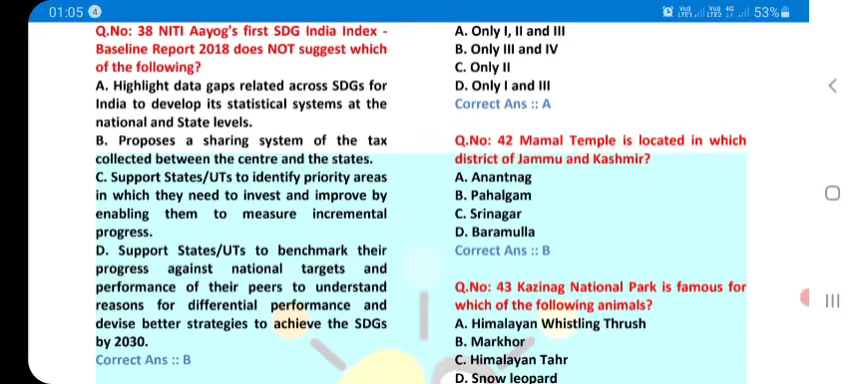 01:05 4
Vo) 4G
LTE1 LTE2 53%
Q.No: 38 NITI Aayog's first SDG India Index -
Baseline Report 2018 does NOT suggest which
of the following?
A. Highlight data gaps related across SDGs for
India to develop its statistical systems at the
national and State levels.
B. Proposes a sharing system of the tax
collected between the centre and the states.
C. Support States/UTs to identify priority areas
in which they need to invest and improve by
enabling them to measure incremental
progress.
D. Support States/UTs to benchmark their
progress against national targets and
performance of their peers to understand
reasons for differential performance and
devise better strategies to achieve the SDGs
by 2030.
Correct Ans :: B
A. Only I, II and III
B. Only III and IV
C. Only II
D. Only I and III
Correct Ans :: A
Q.No: 42 Mamal Temple is located in which
district of Jammu and Kashmir?
A. Anantnag
B. Pahalgam
C. Srinagar
D. Baramulla
Correct Ans :: B
Q.No: 43 Kazinag National Park is famous for
which of the following animals?
A. Himalayan Whistling Thrush
B. Markhor
C. Himalayan Tahr
D. Snow leopard